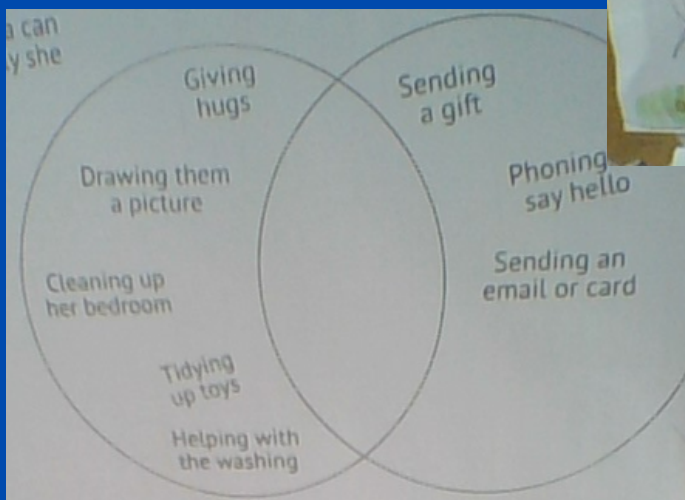 a can
y she
Giving
hugs
Drawing them
a picture
Cleaning up
her bedroom
Tidying
up toys
Helping with
the washing
Sending
a gift
Phoning
say hello
Sending an
email or card